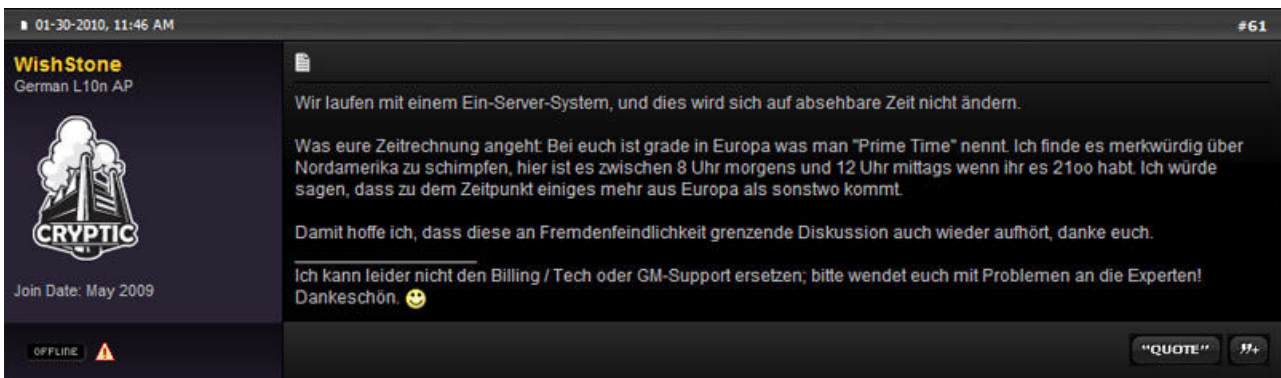 01-30-2010, 11:46 AM
#61
WishStone
German L10n AP
CRYPTIC
Join Date: May 2009
Wir laufen mit einem Ein-Server-System, und dies wird sich auf absehbare Zeit nicht ändern.
Was eure Zeitrechnung angeht: Bei euch ist grade in Europa was man "Prime Time" nennt. Ich finde es merkwürdig über
Nordamerika zu schimpfen, hier ist es zwischen 8 Uhr morgens und 12 Uhr mittags wenn ihr es 21oo habt. Ich würde
sagen, dass zu dem Zeitpunkt einiges mehr aus Europa als sonstwo kommt.
Damit hoffe ich, dass diese an Fremdenfeindlichkeit grenzende Diskussion auch wieder aufhört, danke euch.
Ich kann leider nicht den Billing / Tech oder GM-Support ersetzen; bitte wendet euch mit Problemen an die Experten!
Dankeschön.
OFFLINE
"QUOTE"
"+